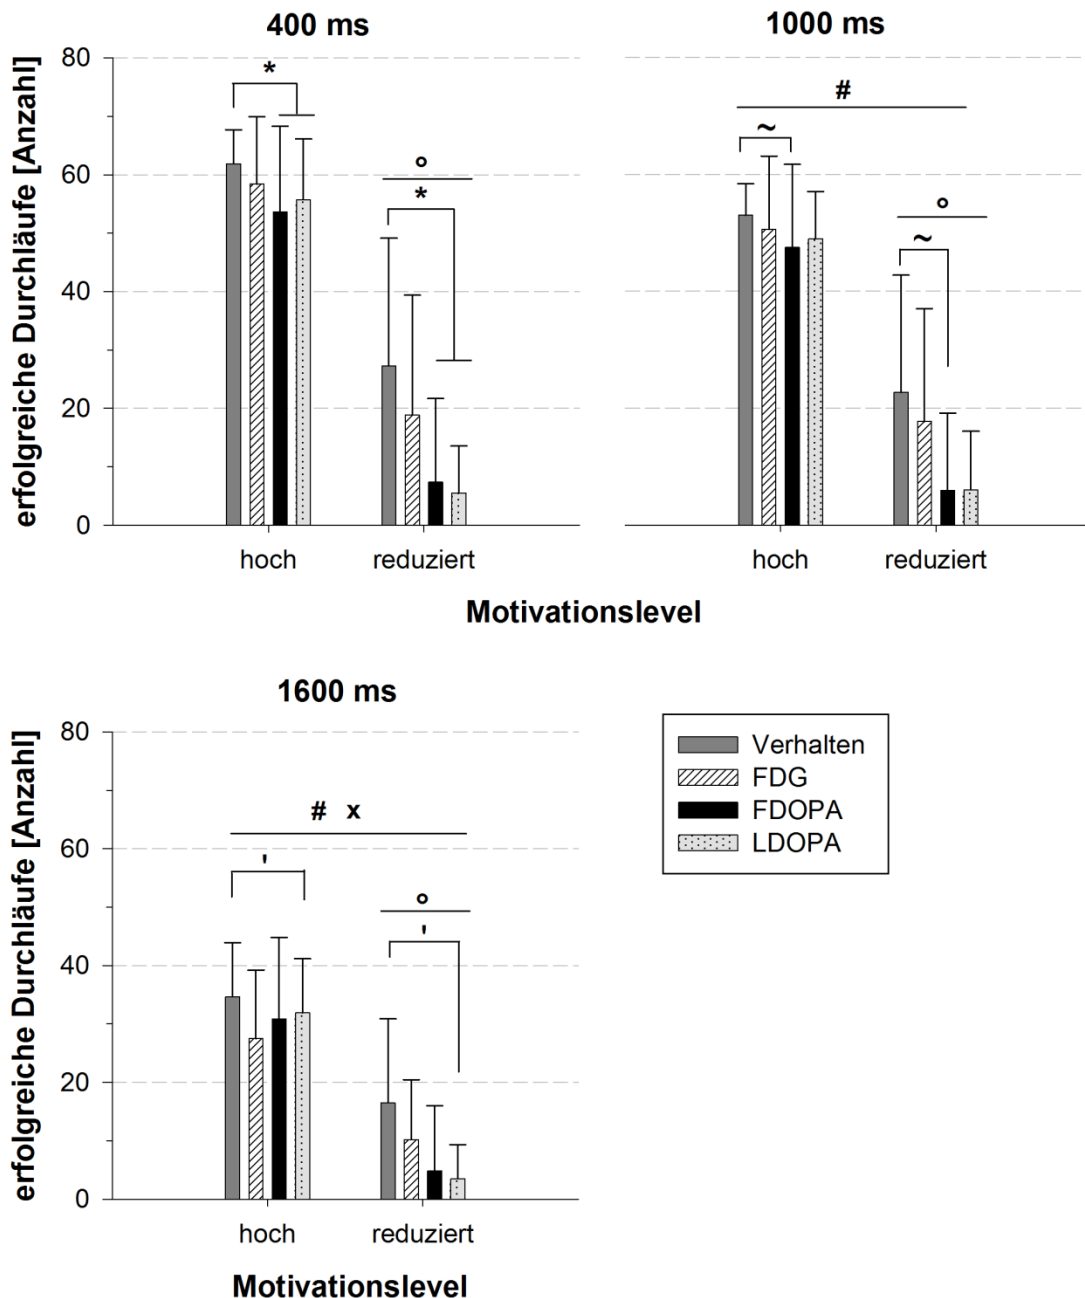 400 ms
1000 ms
erfolgreiche Durchläufe [Anzahl]
80
60
40
20
0
*
°
*
#
~
°
~
hoch
reduziert
hoch
reduziert
Motivationslevel
1600 ms
erfolgreiche Durchläufe [Anzahl]
80
60
40
20
0
# x
'
°
'
hoch
reduziert
Motivationslevel
Verhalten
FDG
FDOPA
LDOPA